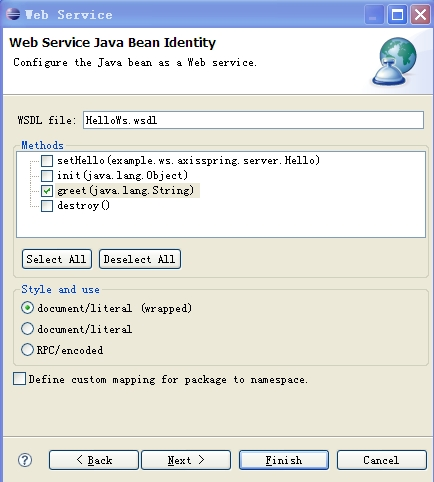 Web Service
Web Service Java Bean Identity
Configure the Java bean as a Web service.
WSDL file: HelloWs.wsdl
Methods
setHello(example.ws.axisspring.server.Hello)
init(java.lang.Object)
greet(java.lang.String)
destroy()
Select All Deselect All
Style and use
document/literal (wrapped)
document/literal
RPC/encoded
Define custom mapping for package to namespace.
? < Back Next > Finish Cancel